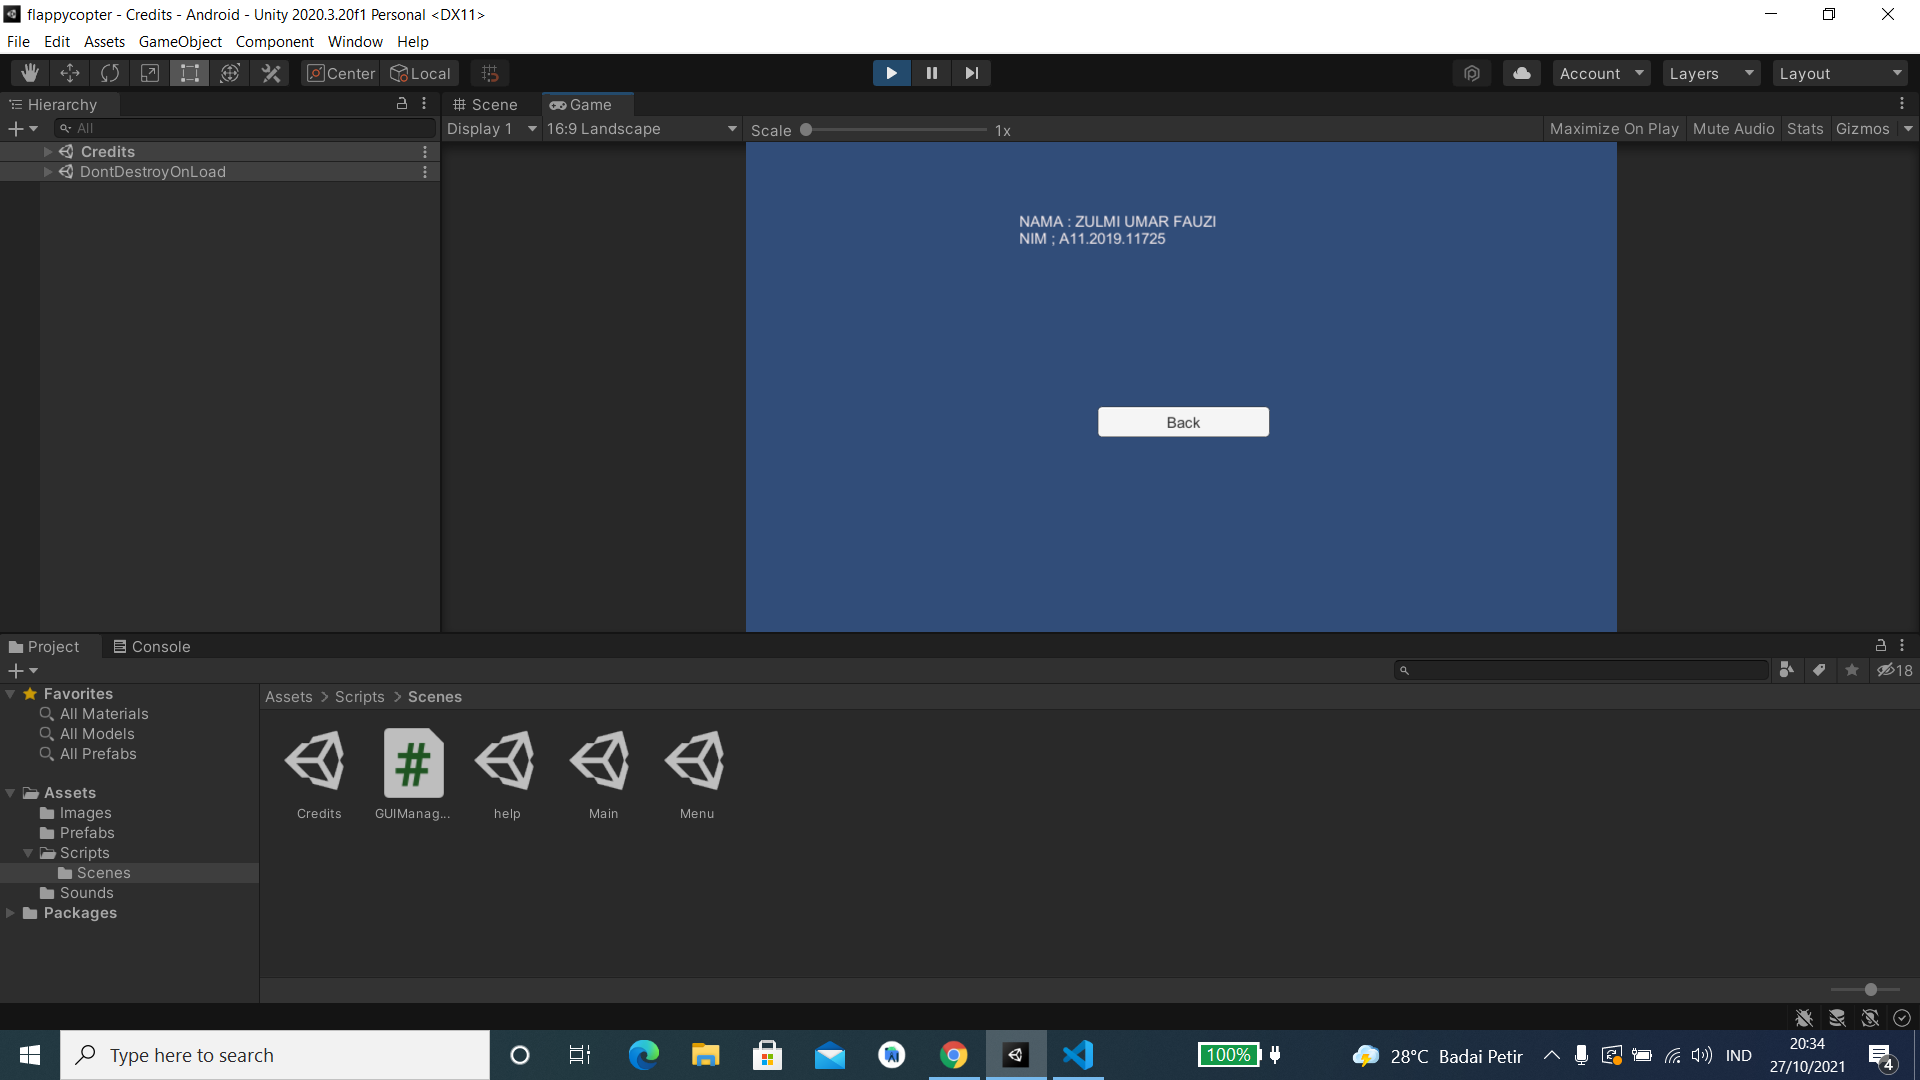 flappycopter - Credits - Android - Unity 2020.3.20f1 Personal <DX11>
File Edit Assets GameObject Component Window Help
Center Local Account Layers Layout
Hierarchy
All
Credits
DontDestroyOnLoad
Scene Game
Display 1 16:9 Landscape Scale 1x Maximize On Play Mute Audio Stats Gizmos
NAMA : ZULMI UMAR FAUZI
NIM ; A11.2019.11725
Back
Project Console
18
Favorites
All Materials
All Models
All Prefabs
Assets
Images
Prefabs
Scripts
Scenes
Sounds
Packages
Assets > Scripts > Scenes
Credits GUIManag... help Main Menu
Type here to search
100%
28°C Badai Petir
IND
20:34
27/10/2021
4